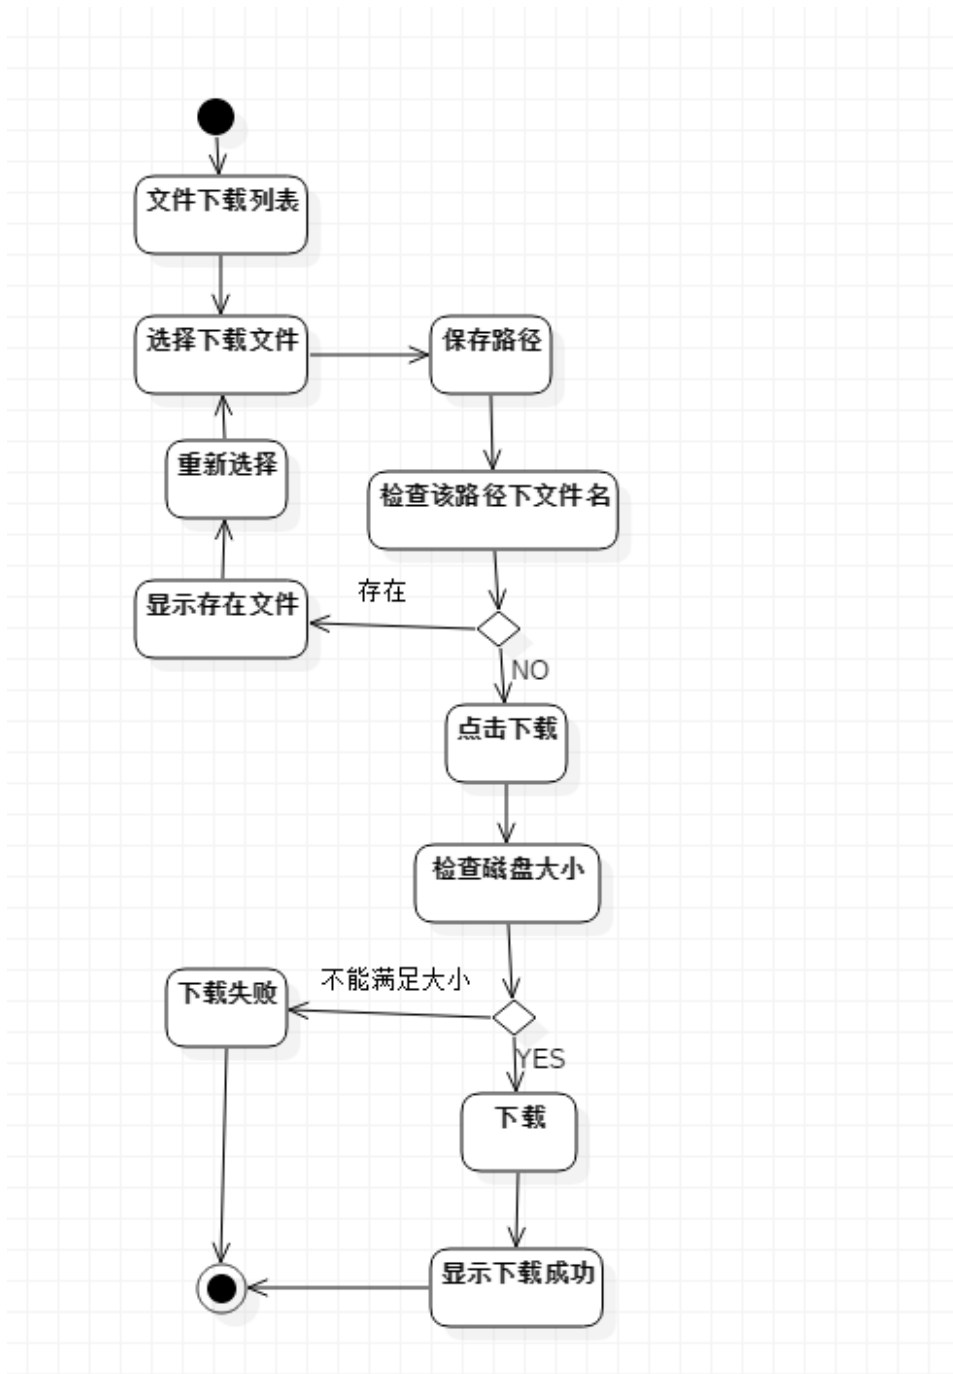 文件下载列表
选择下载文件
保存路径
重新选择
检查该路径下文件名
存在
显示存在文件
NO
点击下载
检查磁盘大小
不能满足大小
下载失败
YES
下载
显示下载成功